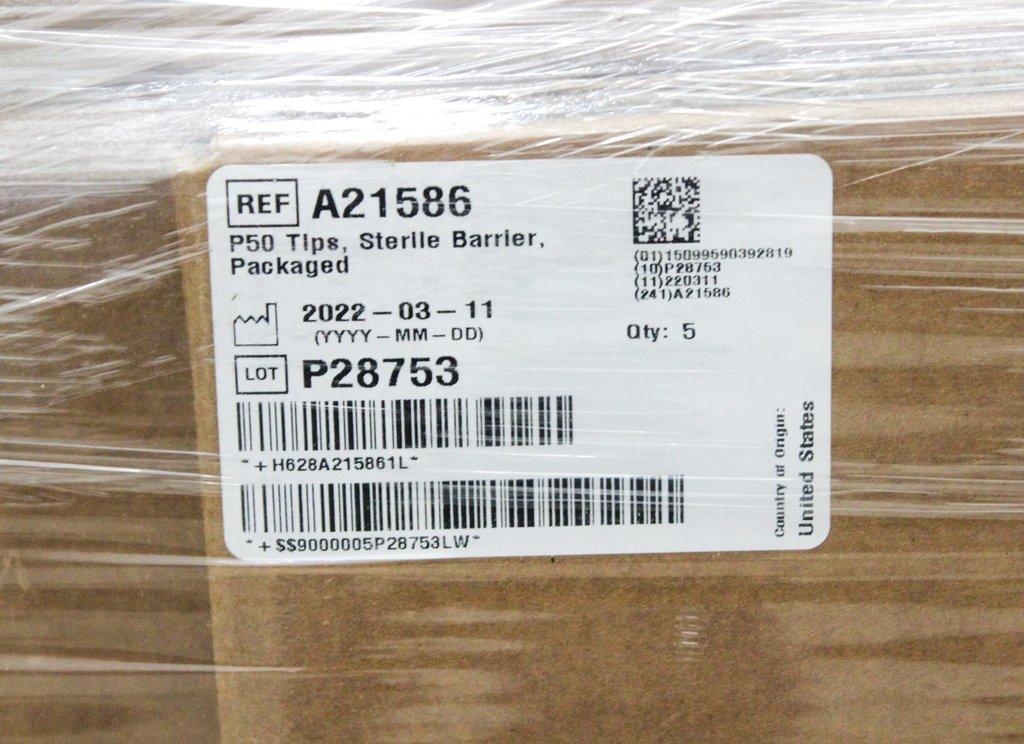 REF A21586
P50 Tips, Sterile Barrier,
Packaged
2022-03-11
(YYYY-MM-DD)
LOT P28753
*+H628A215861L*
*+$$9000005P28753LW*
(01)15099590392819
(10)P28753
(11)220311
(241)A21586
Qty: 5
Country of Origin:
United States